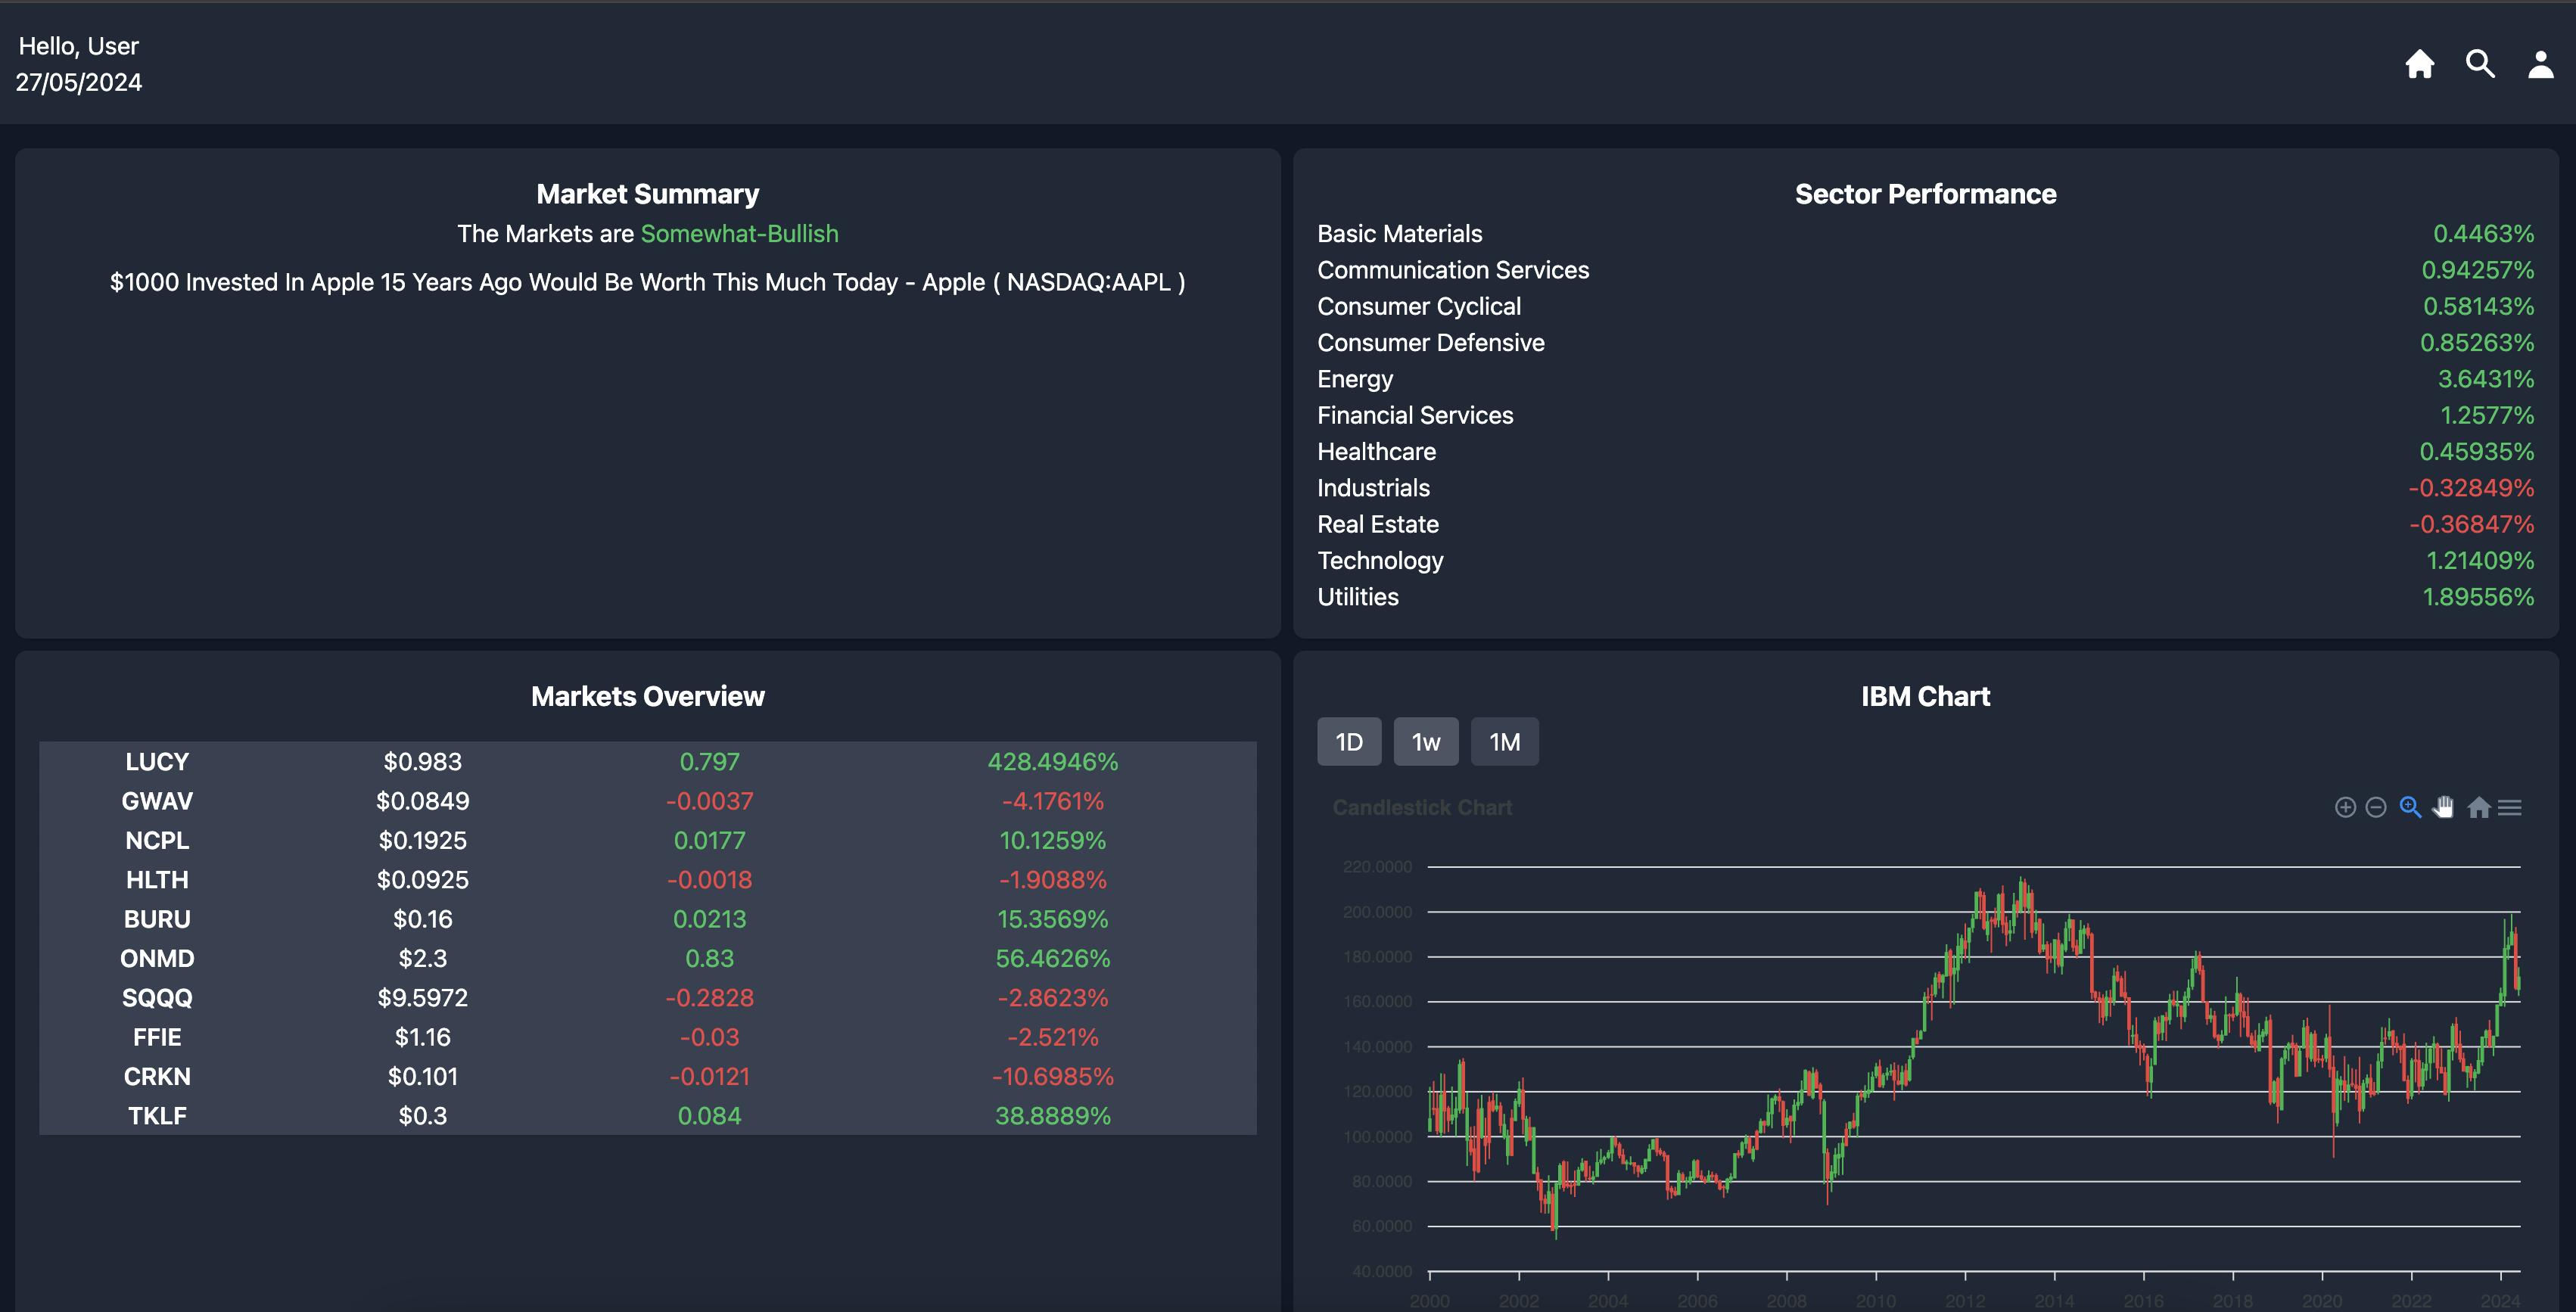 Hello, User
27/05/2024
Market Summary
The Markets are Somewhat-Bullish
$1000 Invested In Apple 15 Years Ago Would Be Worth This Much Today - Apple ( NASDAQ:AAPL )
Sector Performance
Basic Materials 0.4463%
Communication Services 0.94257%
Consumer Cyclical 0.58143%
Consumer Defensive 0.85263%
Energy 3.6431%
Financial Services 1.2577%
Healthcare 0.45935%
Industrials -0.32849%
Real Estate -0.36847%
Technology 1.21409%
Utilities 1.89556%
Markets Overview
LUCY $0.983 0.797 428.4946%
GWAV $0.0849 -0.0037 -4.1761%
NCPL $0.1925 0.0177 10.1259%
HLTH $0.0925 -0.0018 -1.9088%
BURU $0.16 0.0213 15.3569%
ONMD $2.3 0.83 56.4626%
SQQQ $9.5972 -0.2828 -2.8623%
FFIE $1.16 -0.03 -2.521%
CRKN $0.101 -0.0121 -10.6985%
TKLF $0.3 0.084 38.8889%
IBM Chart
1D 1w 1M
Candlestick Chart
220.0000
200.0000
180.0000
160.0000
140.0000
120.0000
100.0000
80.0000
60.0000
40.0000
2000 2002 2004 2006 2008 2010 2012 2014 2016 2018 2020 2022 2024